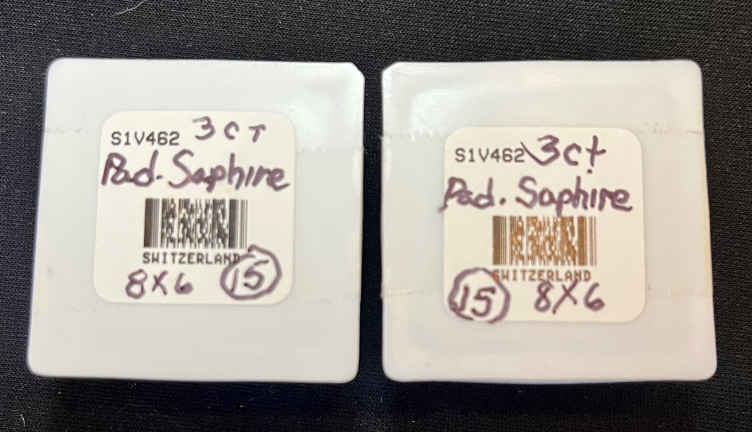 S1V462 3CT
Pad. Saphire
SWITZERLAND
8X6 15
S1V462 3ct
Pad. Saphire
SWITZERLAND
15 8X6